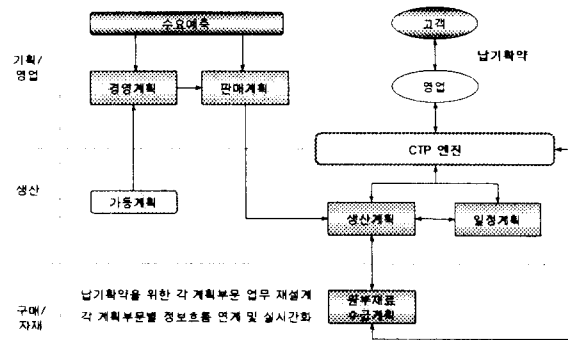 수요예측
고객
기획/
영업
납기확약
경영계획
판매계획
영업
CTP 엔진
생산
가동계획
생산계획
일정계획
구매/
자재
납기확약을 위한 각 계획부문 업무 재설계
각 계획부문별 정보흐름 연계 및 실시간화
원부재료
수급계획